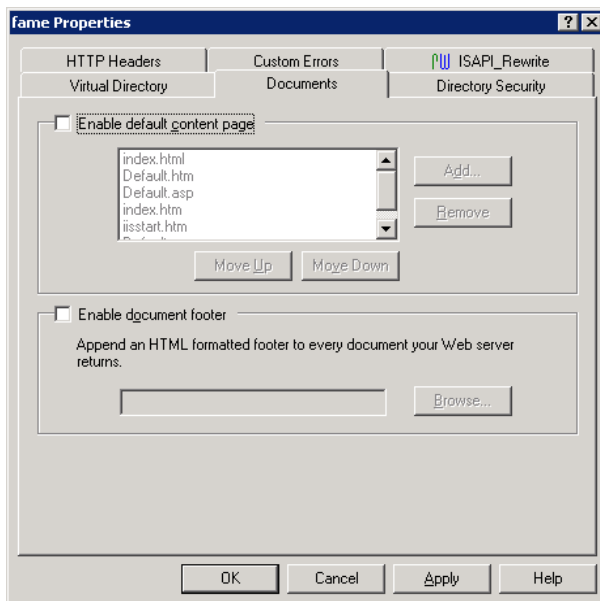 fame Properties
HTTP Headers
Custom Errors
ISAPI_Rewrite
Virtual Directory
Documents
Directory Security
Enable default content page
index.html
Default.htm
Default.asp
index.htm
iisstart.htm
Add...
Remove
Move Up
Move Down
Enable document footer
Append an HTML formatted footer to every document your Web server
returns.
Browse...
OK
Cancel
Apply
Help